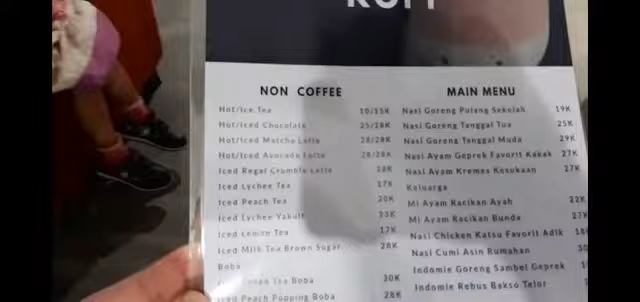 KOPI
NON COFFEE
Hot/Ice Tea 10/15K
Hot/Iced Chocolate 25/28K
Hot/Iced Matcha Latte 28/28K
Hot/Iced Avocado Latte 28/28K
Iced Regal Crumble Latte 28K
Iced Lychee Tea 17K
Iced Peach Tea 20K
Iced Lychee Yakult 23K
Iced Lemon Tea 17K
Iced Milk Tea Brown Sugar 28K
Boba
Tea Boba 30K
Iced Peach Popping Boba 28K
MAIN MENU
Nasi Goreng Pulang Sekolah 19K
Nasi Goreng Tanggal Tua 25K
Nasi Goreng Tanggal Muda 29K
Nasi Ayam Geprek Favorit Kakak 27K
Nasi Ayam Kremes Kesukaan 27K
Keluarga
Mi Ayam Racikan Ayah 22K
Mi Ayam Racikan Bunda 27K
Nasi Chicken Katsu Favorit Adik
Nasi Cumi Asin Rumahan
Indomie Goreng Sambel Geprek
Indomie Rebus Bakso Telor